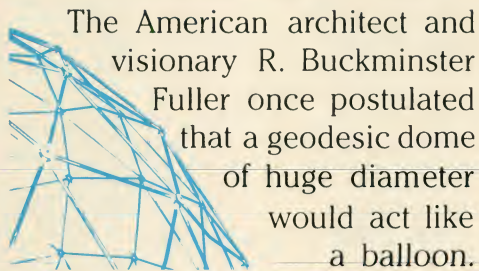 The American architect and
visionary R. Buckminster
Fuller once postulated
that a geodesic dome
of huge diameter
would act like
a balloon.